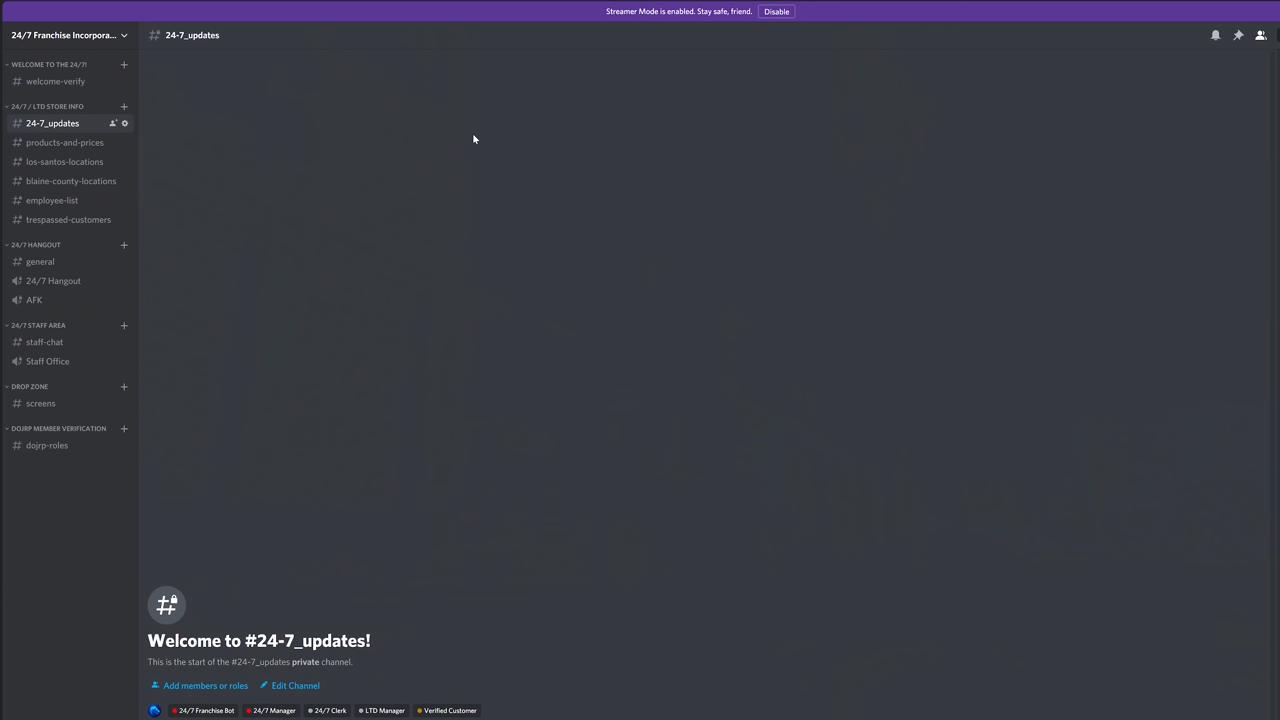 Streamer Mode is enabled. Stay safe, friend. Disable
24/7 Franchise Incorpora...
24-7_updates
WELCOME TO THE 24/7!
welcome-verify
24/7 / LTD STORE INFO
24-7_updates
products-and-prices
los-santos-locations
blaine-county-locations
employee-list
trespassed-customers
24/7 HANGOUT
general
24/7 Hangout
AFK
24/7 STAFF AREA
staff-chat
Staff Office
DROP ZONE
screens
DOJRP MEMBER VERIFICATION
dojrp-roles
Welcome to #24-7_updates!
This is the start of the #24-7_updates private channel.
Add members or roles Edit Channel
24/7 Franchise Bot 24/7 Manager 24/7 Clerk LTD Manager Verified Customer